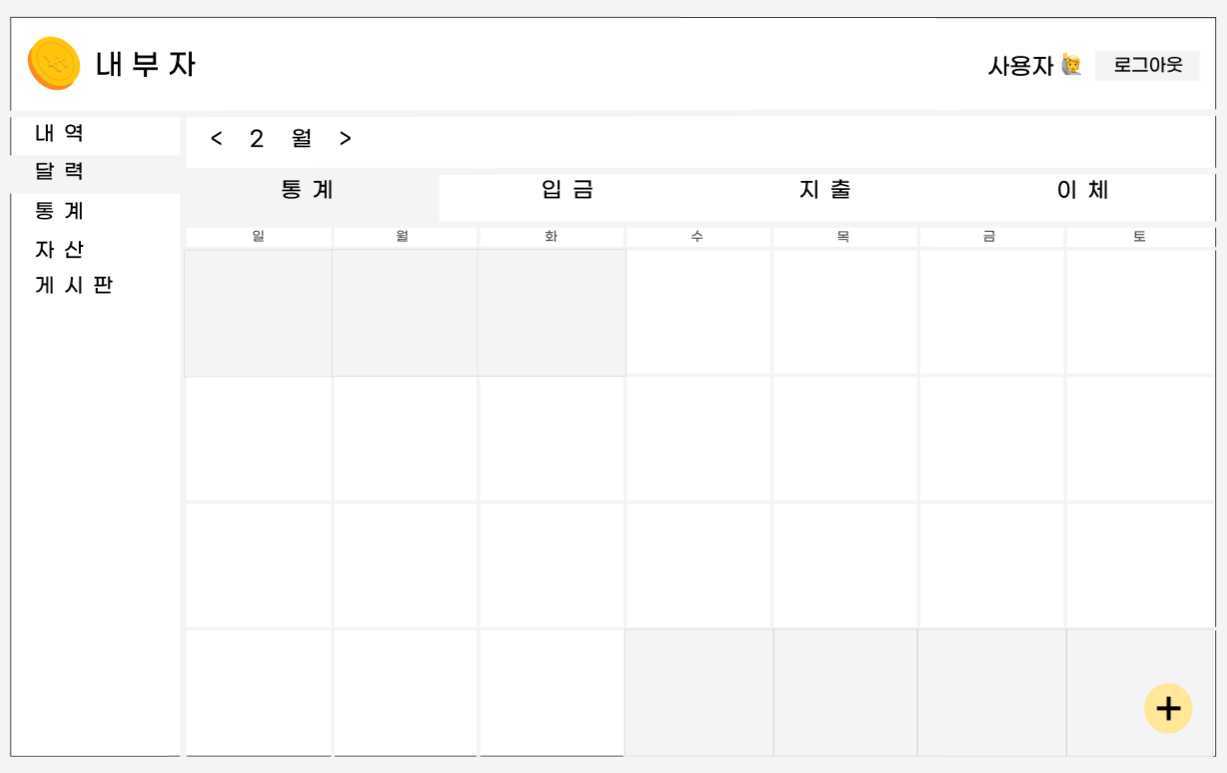 내 부 자
사용자 로그아웃
내 역
달 력
통 계
자 산
게 시 판
< 2 월 >
통 계 입 금 지 출 이 체
일 월 화 수 목 금 토
+